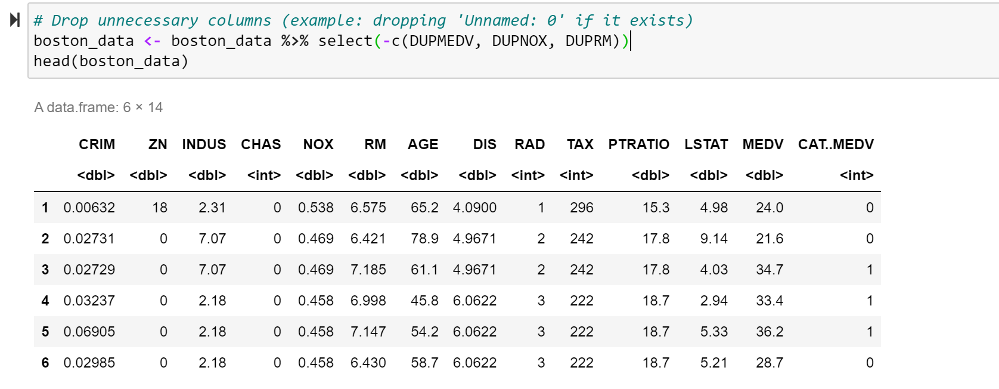 # Drop unnecessary columns (example: dropping 'Unnamed: 0' if it exists)
boston_data <- boston_data %>% select(-c(DUPMEDV, DUPNOX, DUPRM))
head(boston_data)
A data.frame: 6 × 14
CRIM ZN INDUS CHAS NOX RM AGE DIS RAD TAX PTRATIO LSTAT MEDV CAT..MEDV
<dbl> <dbl> <dbl> <int> <dbl> <dbl> <dbl> <dbl> <int> <int> <dbl> <dbl> <dbl> <int>
1 0.00632 18 2.31 0 0.538 6.575 65.2 4.0900 1 296 15.3 4.98 24.0 0
2 0.02731 0 7.07 0 0.469 6.421 78.9 4.9671 2 242 17.8 9.14 21.6 0
3 0.02729 0 7.07 0 0.469 7.185 61.1 4.9671 2 242 17.8 4.03 34.7 1
4 0.03237 0 2.18 0 0.458 6.998 45.8 6.0622 3 222 18.7 2.94 33.4 1
5 0.06905 0 2.18 0 0.458 7.147 54.2 6.0622 3 222 18.7 5.33 36.2 1
6 0.02985 0 2.18 0 0.458 6.430 58.7 6.0622 3 222 18.7 5.21 28.7 0